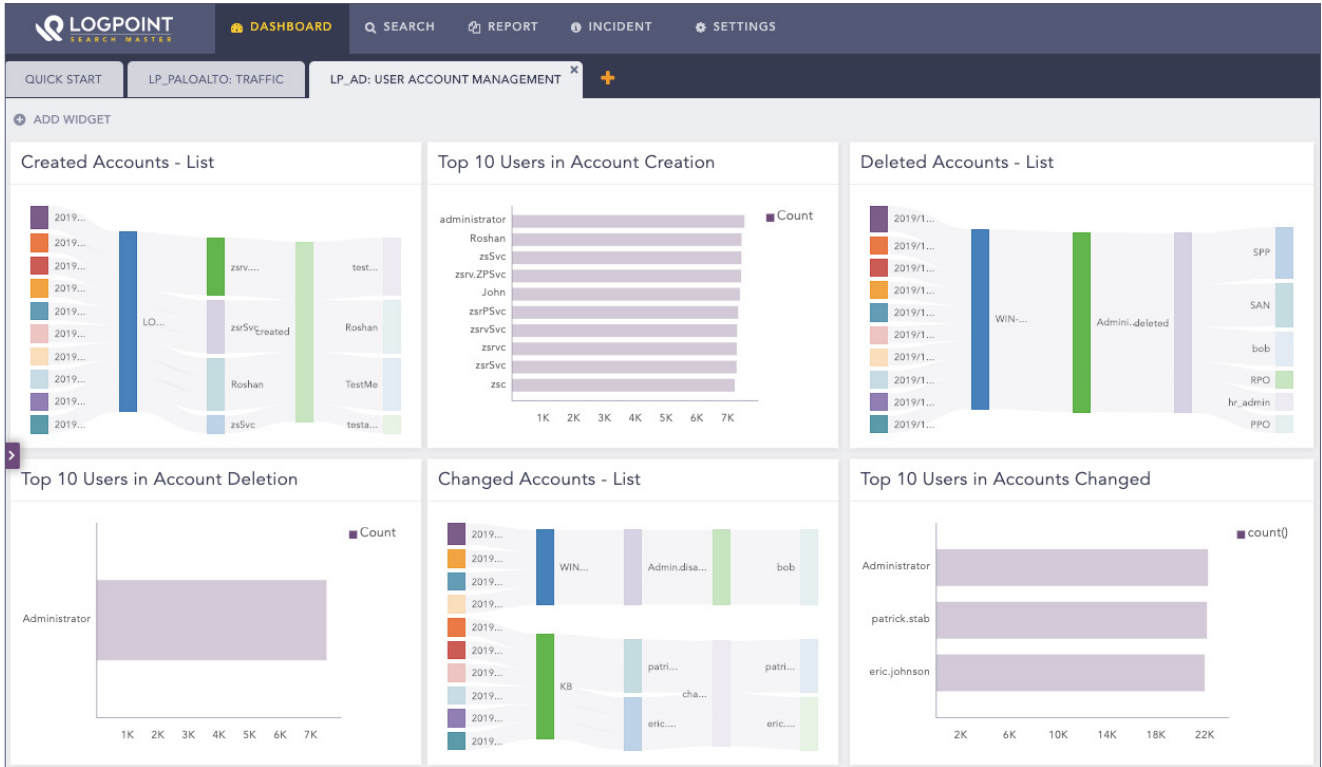 LOGPOINT
SEARCH MASTER
DASHBOARD
SEARCH
REPORT
INCIDENT
SETTINGS
QUICK START
LP_PALOALTO: TRAFFIC
LP_AD: USER ACCOUNT MANAGEMENT
ADD WIDGET
Created Accounts - List
2019...
2019...
2019...
2019...
2019...
2019...
2019...
2019...
2019...
2019...
LO...
zsrv....
zsrSvc
Roshan
zsSvc
created
test...
Roshan
TestMe
testa...
Top 10 Users in Account Creation
Count
administrator
Roshan
zsSvc
zsrv.ZPSvc
John
zsrPSvc
zsrvSvc
zsrvc
zsrSvc
zsc
1K 2K 3K 4K 5K 6K 7K
Deleted Accounts - List
2019/1...
2019/1...
2019/1...
2019/1...
2019/1...
2019/1...
2019/1...
2019/1...
2019/1...
2019/1...
WIN-...
Admini...
deleted
SPP
SAN
bob
RPO
hr_admin
PPO
Top 10 Users in Account Deletion
Count
Administrator
1K 2K 3K 4K 5K 6K 7K
Changed Accounts - List
2019...
2019...
2019...
2019...
2019...
2019...
2019...
2019...
2019...
2019...
WIN...
KB
Admin...
disa...
bob
patri...
eric....
cha...
patri...
eric....
Top 10 Users in Accounts Changed
count()
Administrator
patrick.stab
eric.johnson
2K 6K 10K 14K 18K 22K